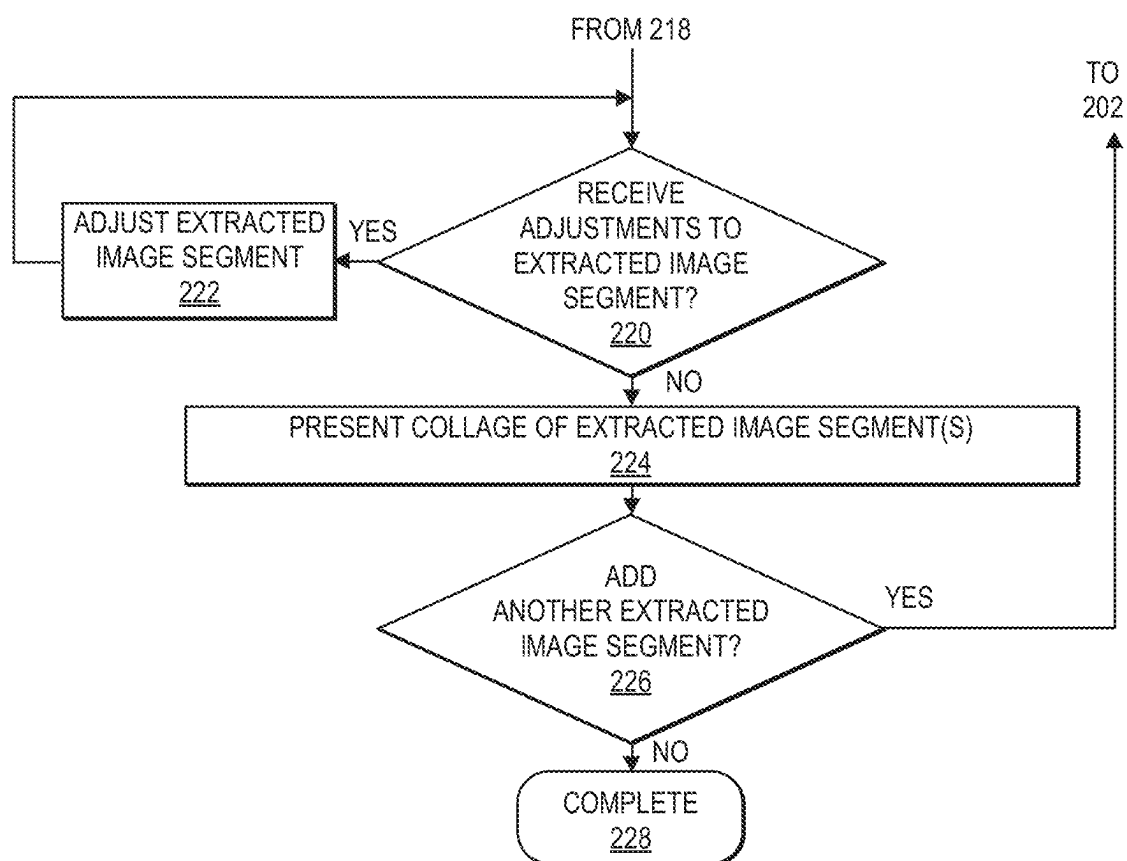 FROM 218
TO
202
RECEIVE
ADJUSTMENTS TO
EXTRACTED IMAGE
SEGMENT?
220
YES
ADJUST EXTRACTED
IMAGE SEGMENT
222
NO
PRESENT COLLAGE OF EXTRACTED IMAGE SEGMENT(S)
224
ADD
ANOTHER EXTRACTED
IMAGE SEGMENT?
226
YES
NO
COMPLETE
228